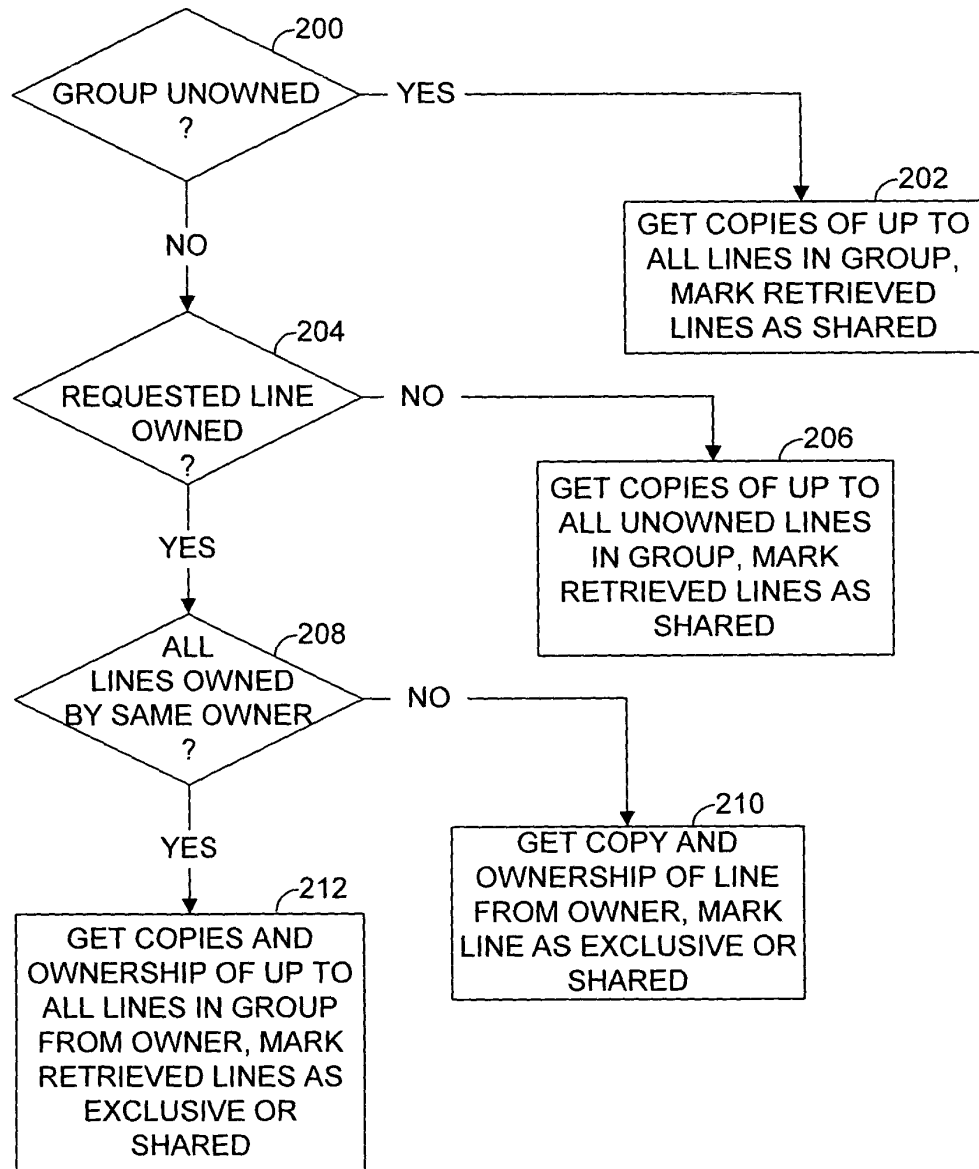 200
GROUP UNOWNED
?
YES
NO
202
GET COPIES OF UP TO
ALL LINES IN GROUP,
MARK RETRIEVED
LINES AS SHARED
204
REQUESTED LINE
OWNED
?
NO
YES
206
GET COPIES OF UP TO
ALL UNOWNED LINES
IN GROUP, MARK
RETRIEVED LINES AS
SHARED
208
ALL
LINES OWNED
BY SAME OWNER
?
NO
YES
210
GET COPY AND
OWNERSHIP OF LINE
FROM OWNER, MARK
LINE AS EXCLUSIVE OR
SHARED
212
GET COPIES AND
OWNERSHIP OF UP TO
ALL LINES IN GROUP
FROM OWNER, MARK
RETRIEVED LINES AS
EXCLUSIVE OR
SHARED